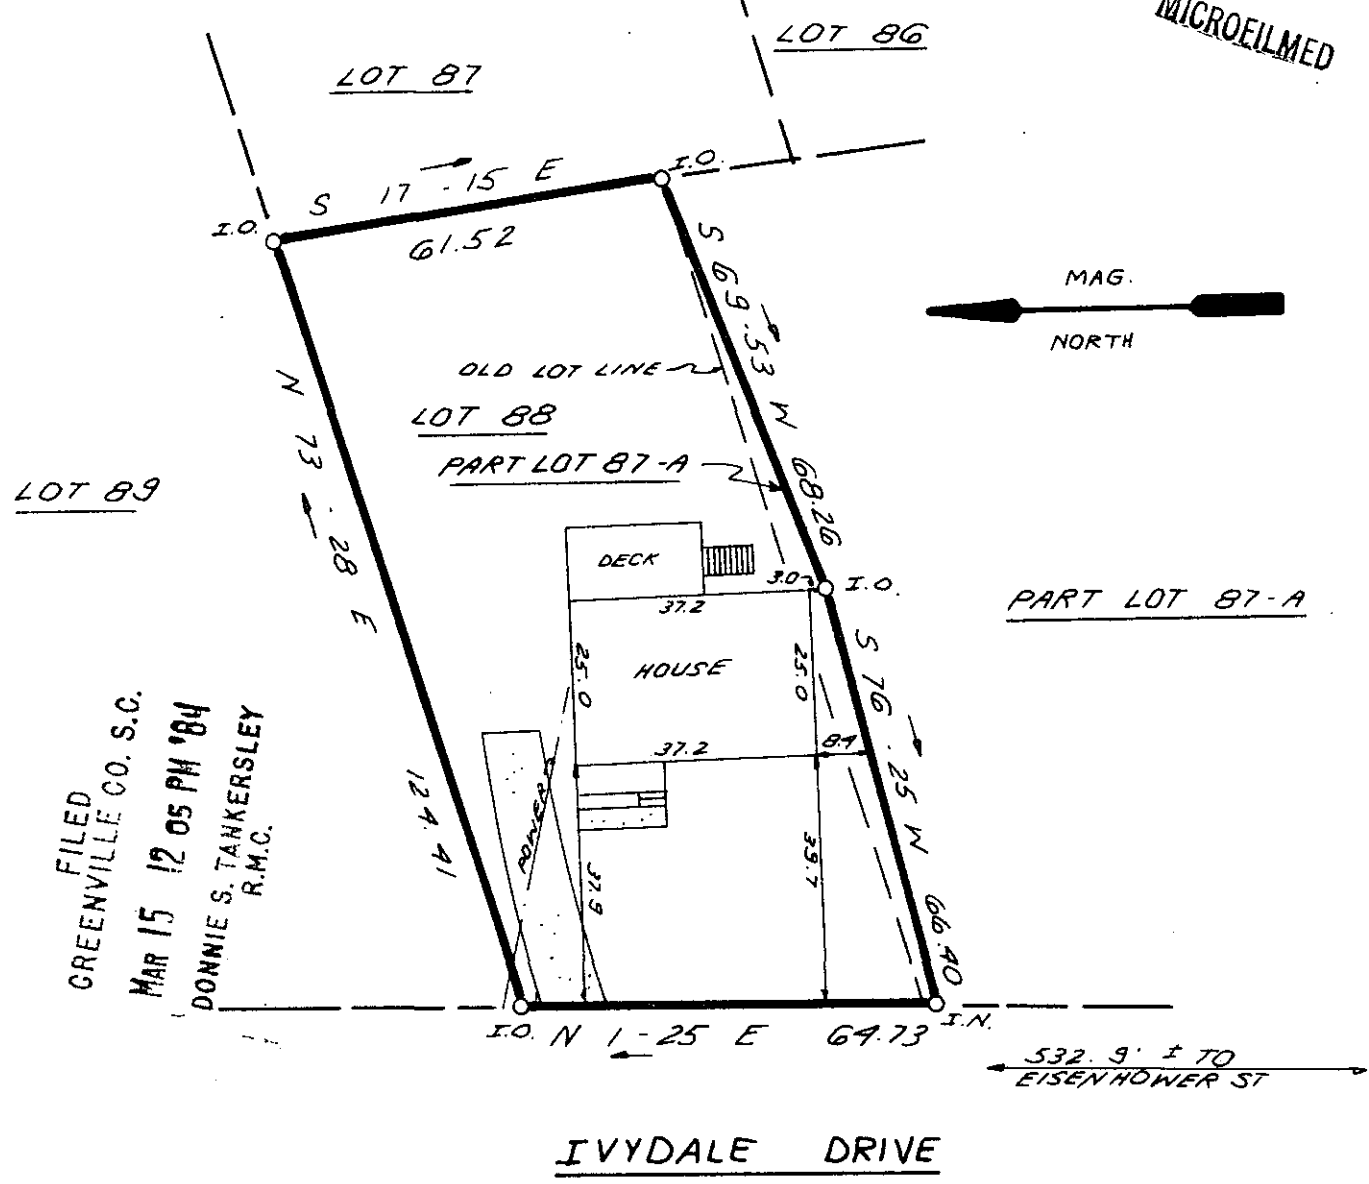 MICROFILMED
LOT 86
LOT 87
I.O.
S 17-15 E
I.O.
61.52
S 69.53 W 68.26
MAG.
NORTH
OLD LOT LINE
LOT 88
PART LOT 87-A
N 73-28 E
124.41
LOT 89
DECK
3.0
I.O.
37.2
PART LOT 87-A
HOUSE
25.0
25.0
S 76.25 W
66.40
37.2
8.4
POWER
37.9
39.7
FILED
GREENVILLE CO. S.C.
MAR 15 12 05 PM '84
DONNIE S. TANKERSLEY
R.M.C.
I.O.
N 1-25 E 64.73
I.N.
532.9' ± TO
EISENHOWER ST
IVYDALE DRIVE